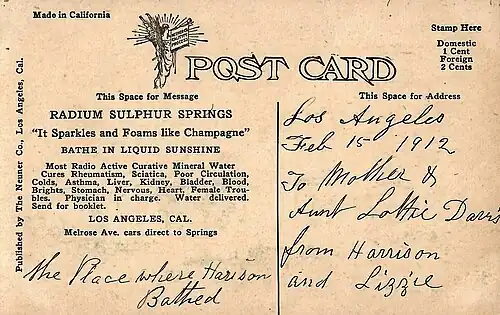 Made in California
Stamp Here
Domestic
1 Cent
Foreign
2 Cents
POST CARD
This Space for Message
This Space for Address
RADIUM SULPHUR SPRINGS
"It Sparkles and Foams like Champagne"
BATHE IN LIQUID SUNSHINE
Most Radio Active Curative Mineral Water
Cures Rheumatism, Sciatica, Poor Circulation,
Colds, Asthma, Liver, Kidney, Bladder, Blood,
Brights, Stomach, Nervous, Heart, Female Trou-
bles. Physician in charge. Water delivered.
Send for booklet.
LOS ANGELES, CAL.
Melrose Ave. cars direct to Springs
the Place where Harison
Bathed
Published by The Neuner Co., Los Angeles, Cal.
Los Angeles
Feb 15 1912
To Mother &
Aunt Lottie Davis
from Harrison
and Lizzie